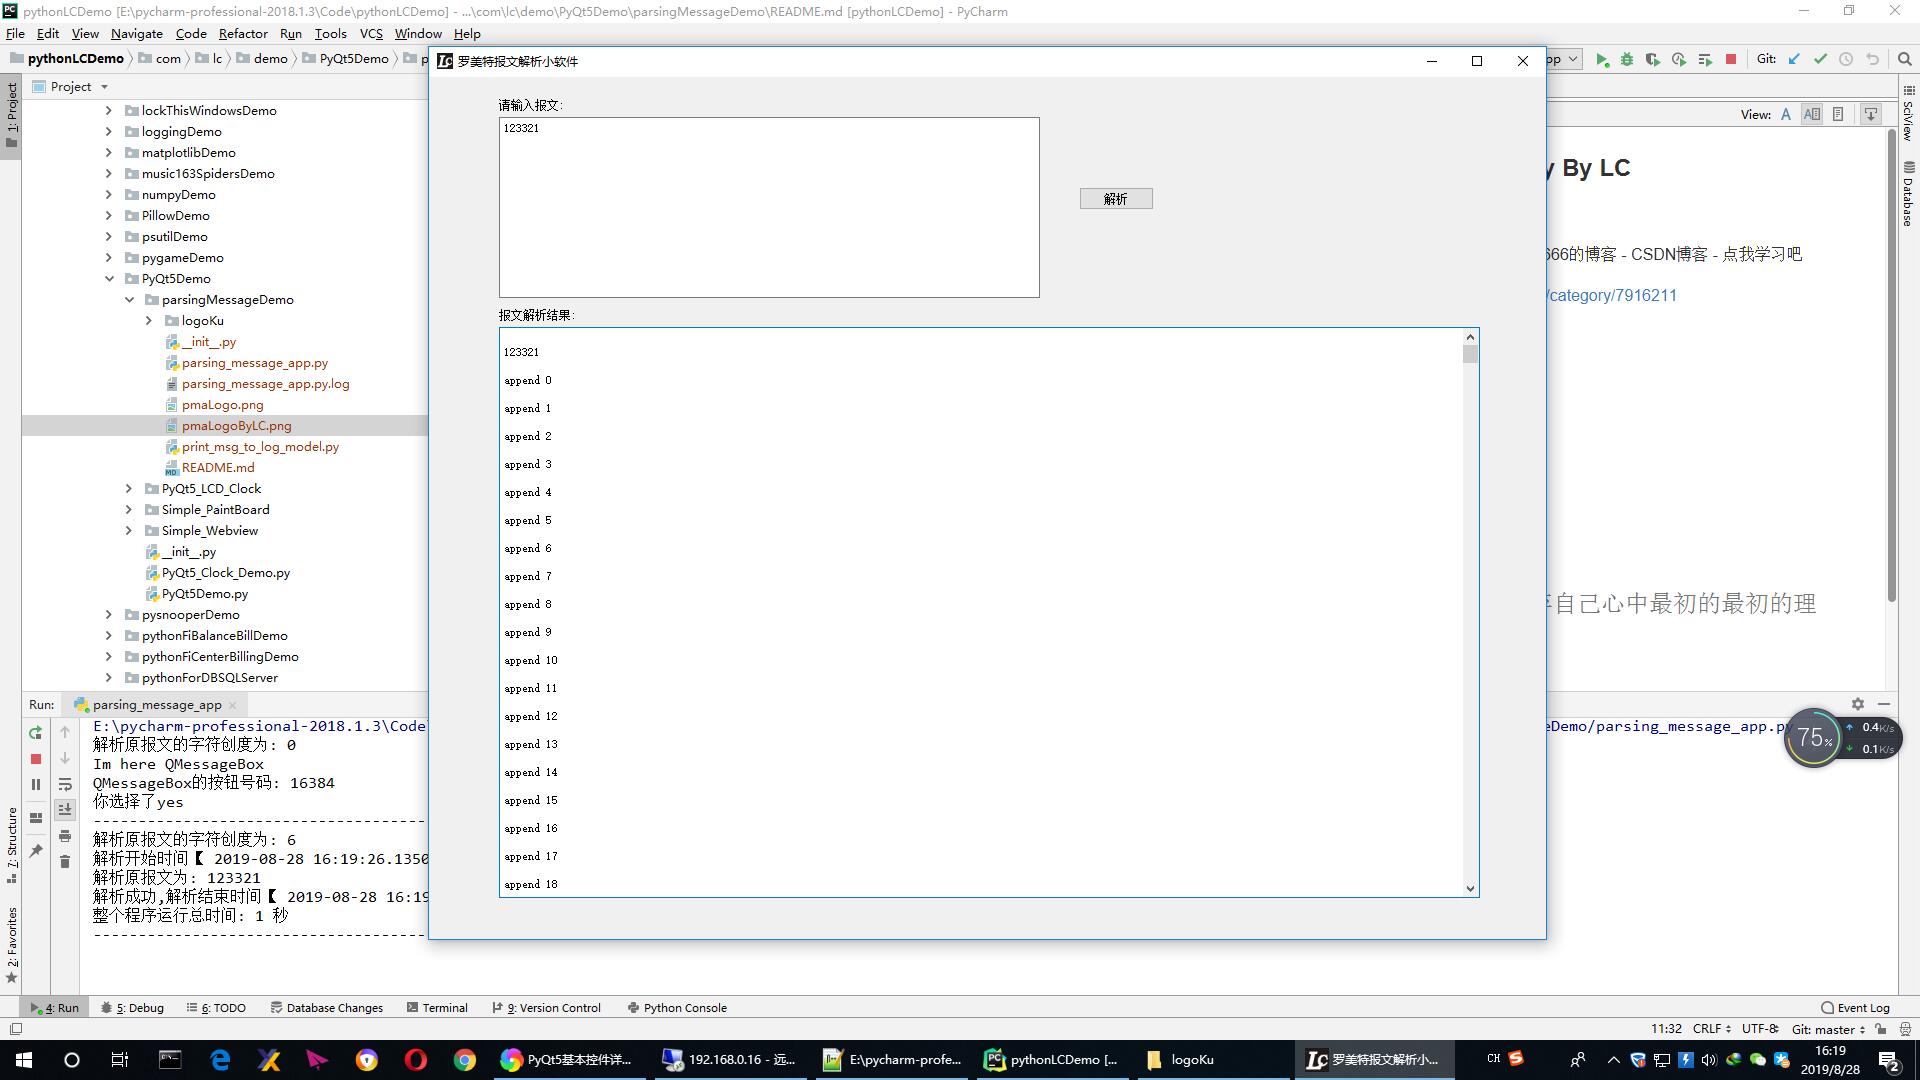 pythonLCDemo [E:\pycharm-professional-2018.1.3\Code\pythonLCDemo] - ...\com\lc\demo\PyQt5Demo\parsingMessageDemo\README.md [pythonLCDemo] - PyCharm
File Edit View Navigate Code Refactor Run Tools VCS Window Help
pythonLCDemo com lc demo PyQt5Demo p
Git:
罗美特报文解析小软件
Project
1: Project
View:
SciView
Database
lockThisWindowsDemo
loggingDemo
matplotlibDemo
music163SpidersDemo
numpyDemo
PillowDemo
psutilDemo
pygameDemo
PyQt5Demo
parsingMessageDemo
logoKu
__init__.py
parsing_message_app.py
parsing_message_app.py.log
pmaLogo.png
pmaLogoByLC.png
print_msg_to_log_model.py
README.md
PyQt5_LCD_Clock
Simple_PaintBoard
Simple_Webview
__init__.py
PyQt5_Clock_Demo.py
PyQt5Demo.py
pysnooperDemo
pythonFiBalanceBillDemo
pythonFiCenterBillingDemo
pythonForDBSQLServer
请输入报文:
123321
解析
报文解析结果:
123321
append 0
append 1
append 2
append 3
append 4
append 5
append 6
append 7
append 8
append 9
append 10
append 11
append 12
append 13
append 14
append 15
append 16
append 17
append 18
y By LC
666的博客 - CSDN博客 - 点我学习吧
/category/7916211
自己心中最初的最初的理
Run: parsing_message_app
E:\pycharm-professional-2018.1.3\Code
eDemo/parsing_message_app.py
解析原报文的字符创度为: 0
Im here QMessageBox
QMessageBox的按钮号码: 16384
你选择了yes
-----------------------------------
解析原报文的字符创度为: 6
解析开始时间【 2019-08-28 16:19:26.1350
解析原报文为: 123321
解析成功,解析结束时间【 2019-08-28 16:19
整个程序运行总时间: 1 秒
-----------------------------------
75%
0.4K/s
0.1K/s
7: Structure
2: Favorites
4: Run 5: Debug 6: TODO Database Changes Terminal 9: Version Control Python Console Event Log
11:32 CRLF UTF-8 Git: master
PyQt5基本控件详... 192.168.0.16 - 远... E:\pycharm-profe... pythonLCDemo [... logoKu 罗美特报文解析小... CH
16:19
2019/8/28
2